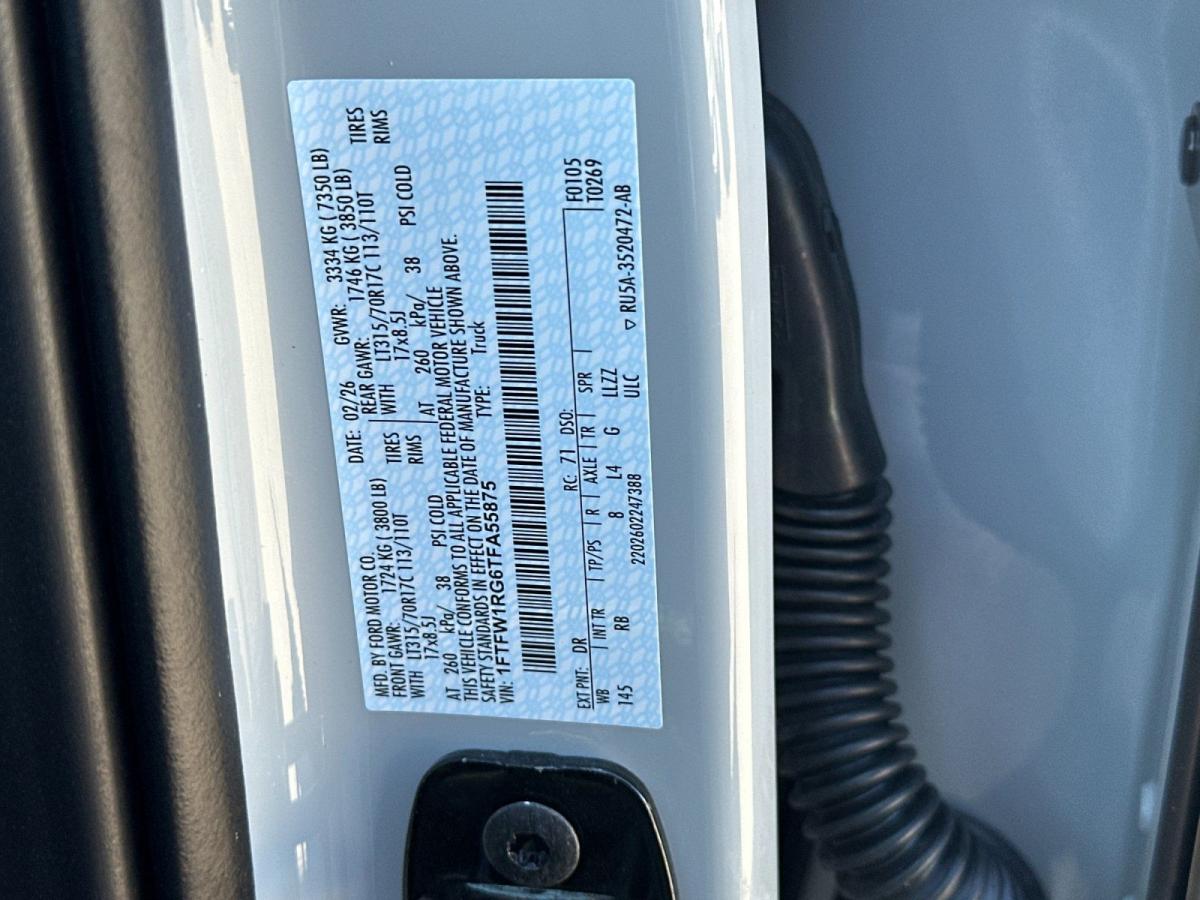 MFD. BY FORD MOTOR CO.
DATE: 02/26 GVWR: 3334 KG ( 7350 LB)
FRONT GAWR: 1724 KG ( 3800 LB)
REAR GAWR: 1746 KG ( 3850 LB)
WITH LT315/70R17C 113/110T TIRES
WITH LT315/70R17C 113/110T TIRES
17x8.5J RIMS
17x8.5J RIMS
AT 260 kPa/ 38 PSI COLD
AT 260 kPa/ 38 PSI COLD
THIS VEHICLE CONFORMS TO ALL APPLICABLE FEDERAL MOTOR VEHICLE
SAFETY STANDARDS IN EFFECT ON THE DATE OF MANUFACTURE SHOWN ABOVE.
VIN: 1FTFW1RG6TFA55875 TYPE: Truck
EXT PNT: DR RC: 71 DSO: F0105
WB INT TR TP/PS R AXLE TR SPR T0269
145 RB 8 L4 G LLZZ
ULC
2202602247388 ▽ RU5A-3520472-AB